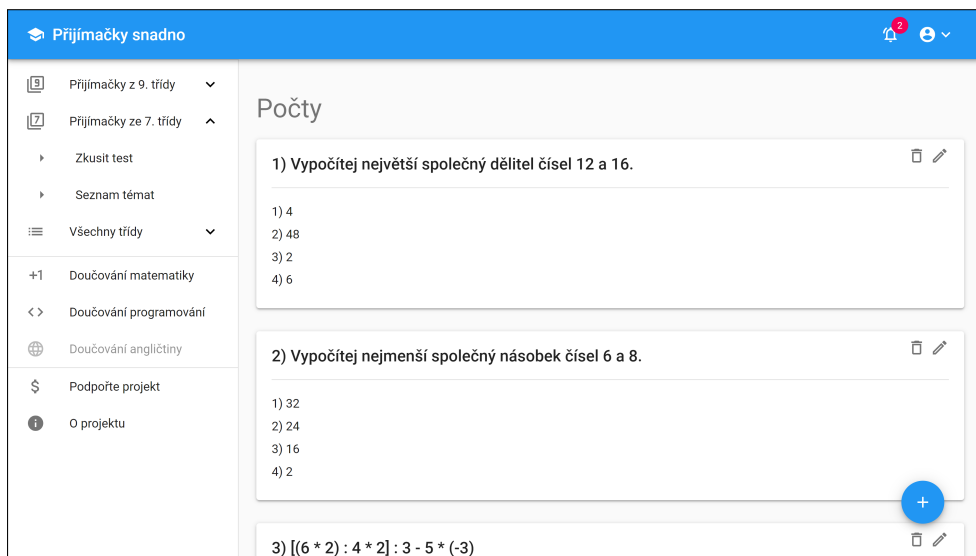 Přijímačky snadno
2
9
Přijímačky z 9. třídy
7
Přijímačky ze 7. třídy
Zkusit test
Seznam témat
Všechny třídy
+1 Doučování matematiky
Doučování programování
Doučování angličtiny
Podpořte projekt
O projektu
Počty
1) Vypočítej největší společný dělitel čísel 12 a 16.
1) 4
2) 48
3) 2
4) 6
2) Vypočítej nejmenší společný násobek čísel 6 a 8.
1) 32
2) 24
3) 16
4) 2
3) [(6 * 2) : 4 * 2] : 3 - 5 * (-3)